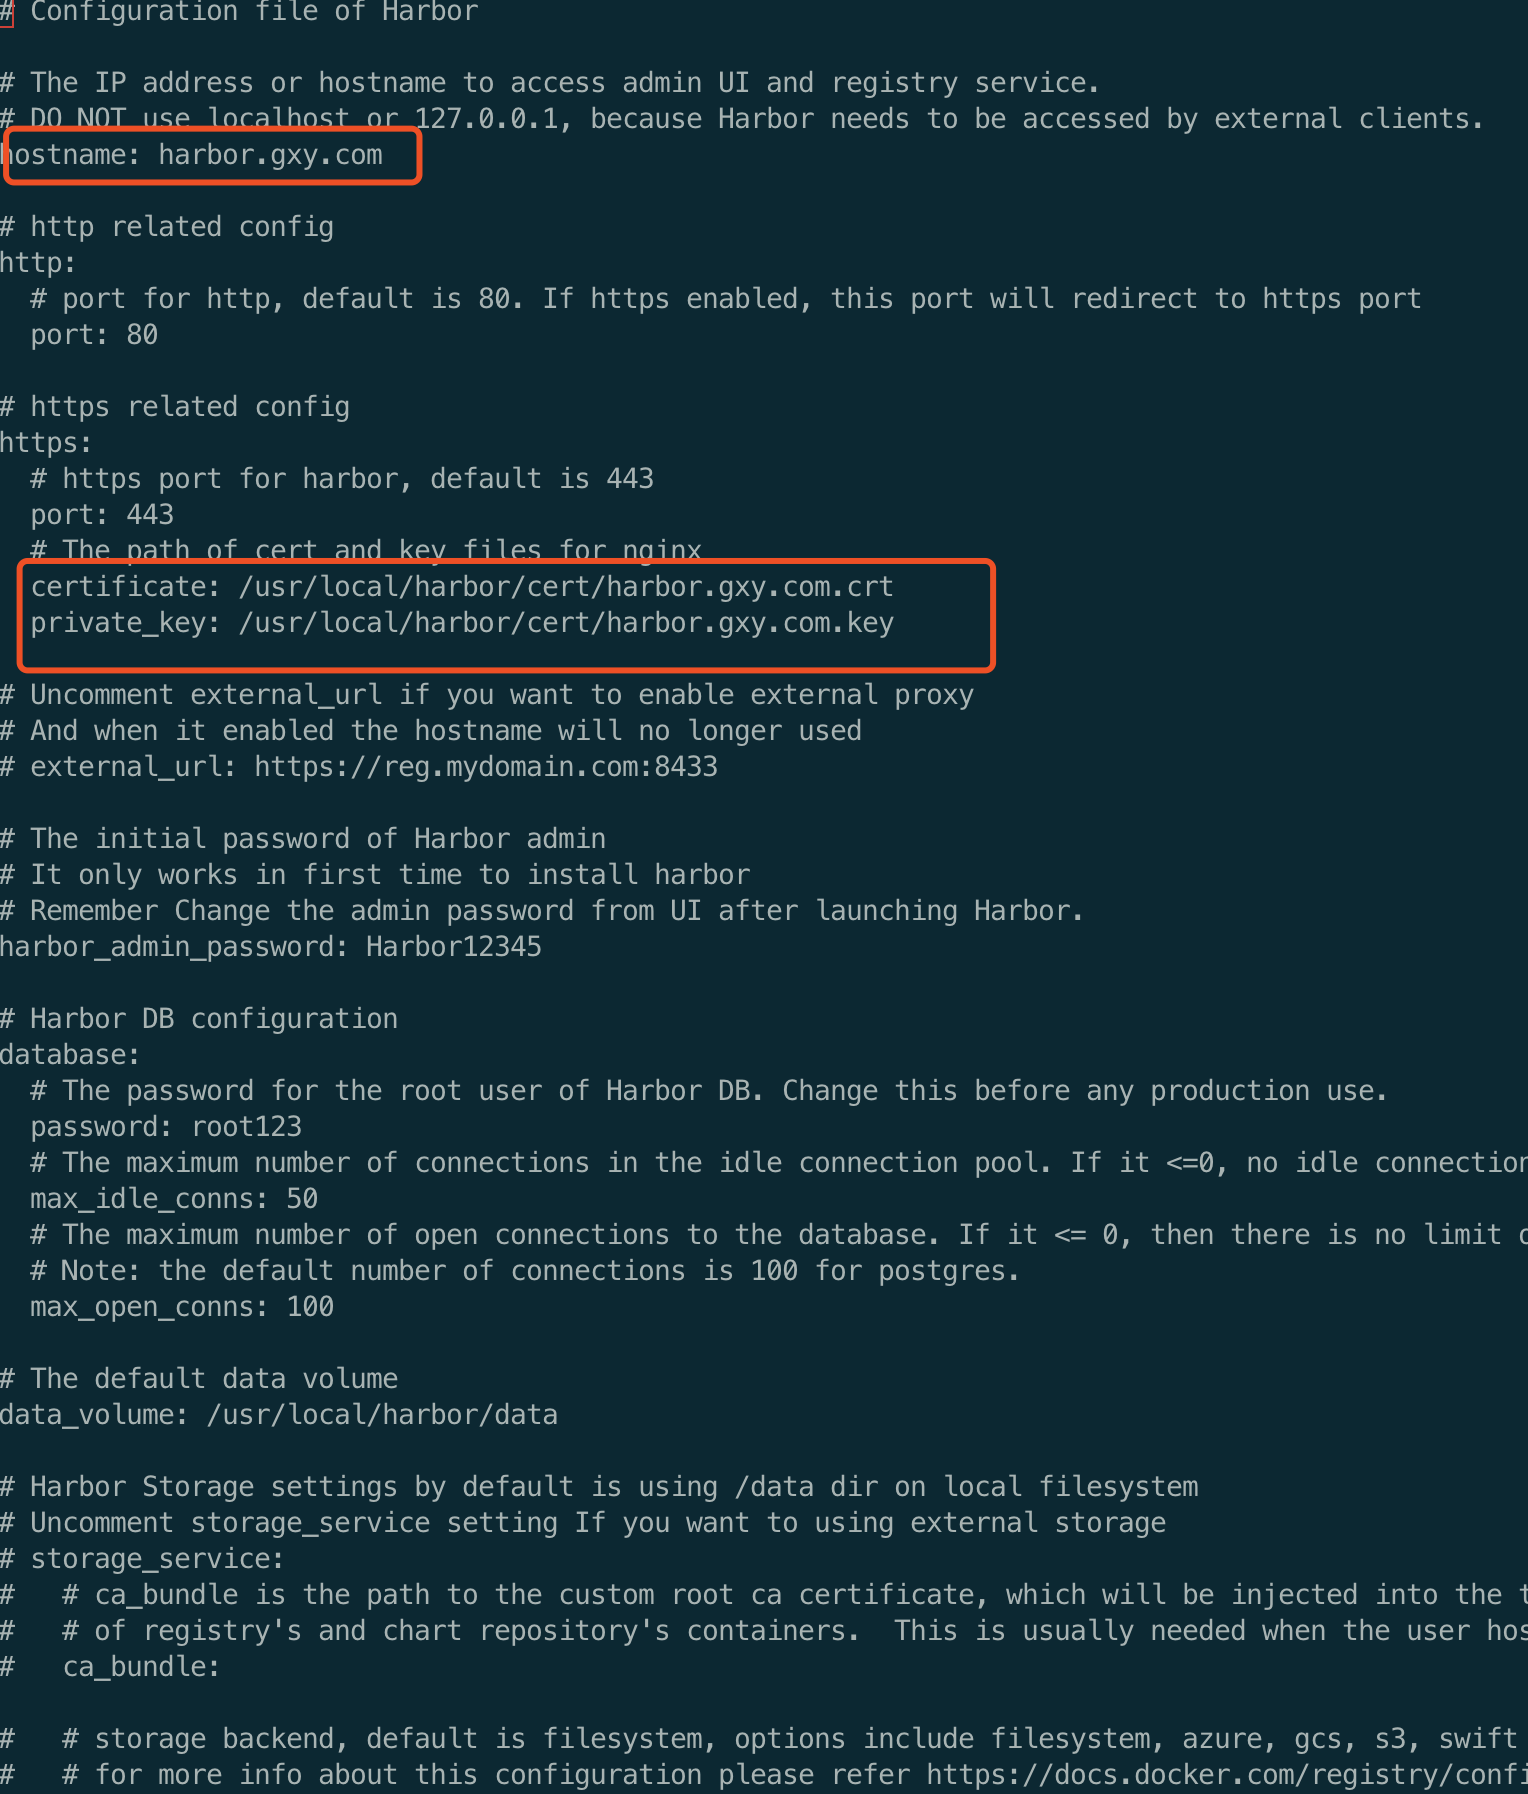 # Configuration file of Harbor
# The IP address or hostname to access admin UI and registry service.
# DO NOT use localhost or 127.0.0.1, because Harbor needs to be accessed by external clients.
hostname: harbor.gxy.com
# http related config
http:
  # port for http, default is 80. If https enabled, this port will redirect to https port
  port: 80
# https related config
https:
  # https port for harbor, default is 443
  port: 443
  # The path of cert and key files for nginx
  certificate: /usr/local/harbor/cert/harbor.gxy.com.crt
  private_key: /usr/local/harbor/cert/harbor.gxy.com.key
# Uncomment external_url if you want to enable external proxy
# And when it enabled the hostname will no longer used
# external_url: https://reg.mydomain.com:8433
# The initial password of Harbor admin
# It only works in first time to install harbor
# Remember Change the admin password from UI after launching Harbor.
harbor_admin_password: Harbor12345
# Harbor DB configuration
database:
  # The password for the root user of Harbor DB. Change this before any production use.
  password: root123
  # The maximum number of connections in the idle connection pool. If it <=0, no idle connection
  max_idle_conns: 50
  # The maximum number of open connections to the database. If it <= 0, then there is no limit
  # Note: the default number of connections is 100 for postgres.
  max_open_conns: 100
# The default data volume
data_volume: /usr/local/harbor/data
# Harbor Storage settings by default is using /data dir on local filesystem
# Uncomment storage_service setting If you want to using external storage
# storage_service:
#   # ca_bundle is the path to the custom root ca certificate, which will be injected into the
#   # of registry's and chart repository's containers.  This is usually needed when the user hos
#   ca_bundle:
#   # storage backend, default is filesystem, options include filesystem, azure, gcs, s3, swift
#   # for more info about this configuration please refer https://docs.docker.com/registry/confi